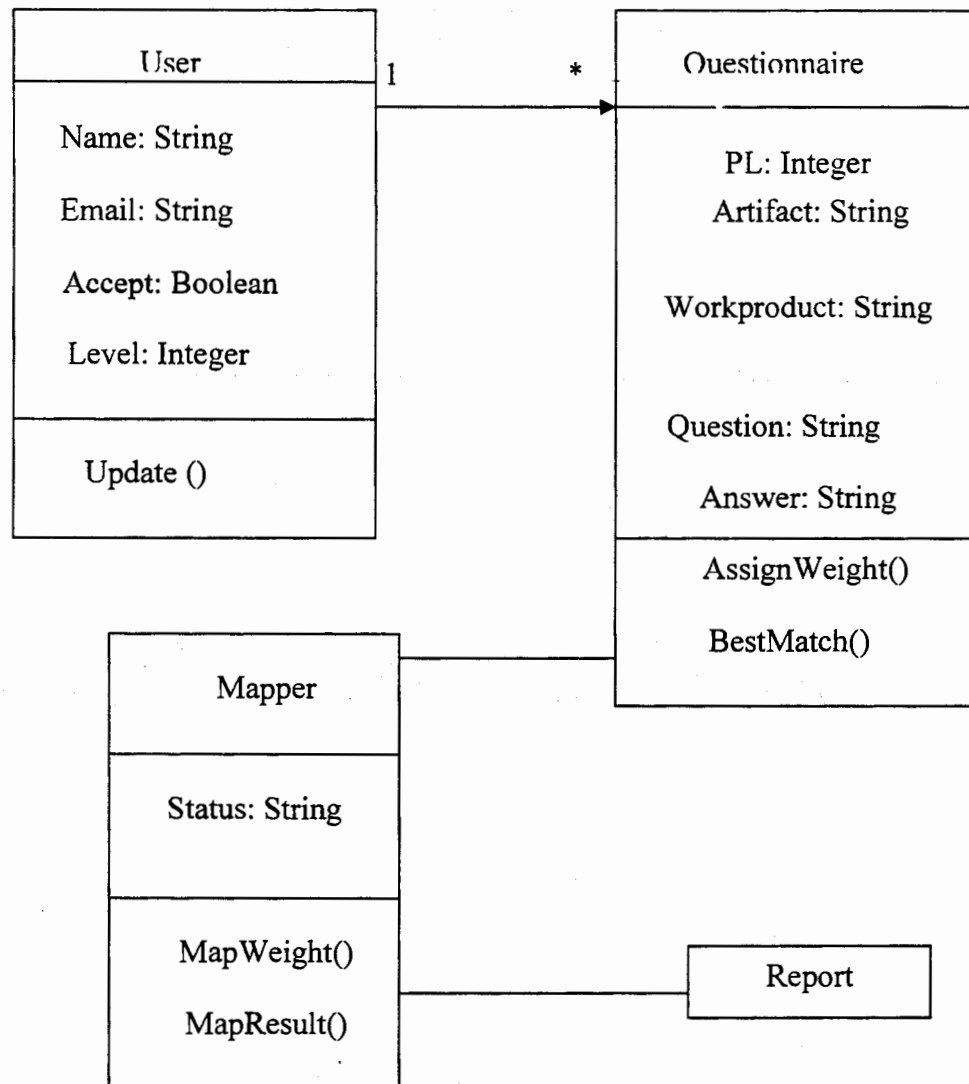 User
1
*
Questionnaire
Name: String
Email: String
Accept: Boolean
Level: Integer
Update ()
PL: Integer
Artifact: String
Workproduct: String
Question: String
Answer: String
AssignWeight()
BestMatch()
Mapper
Status: String
MapWeight()
MapResult()
Report